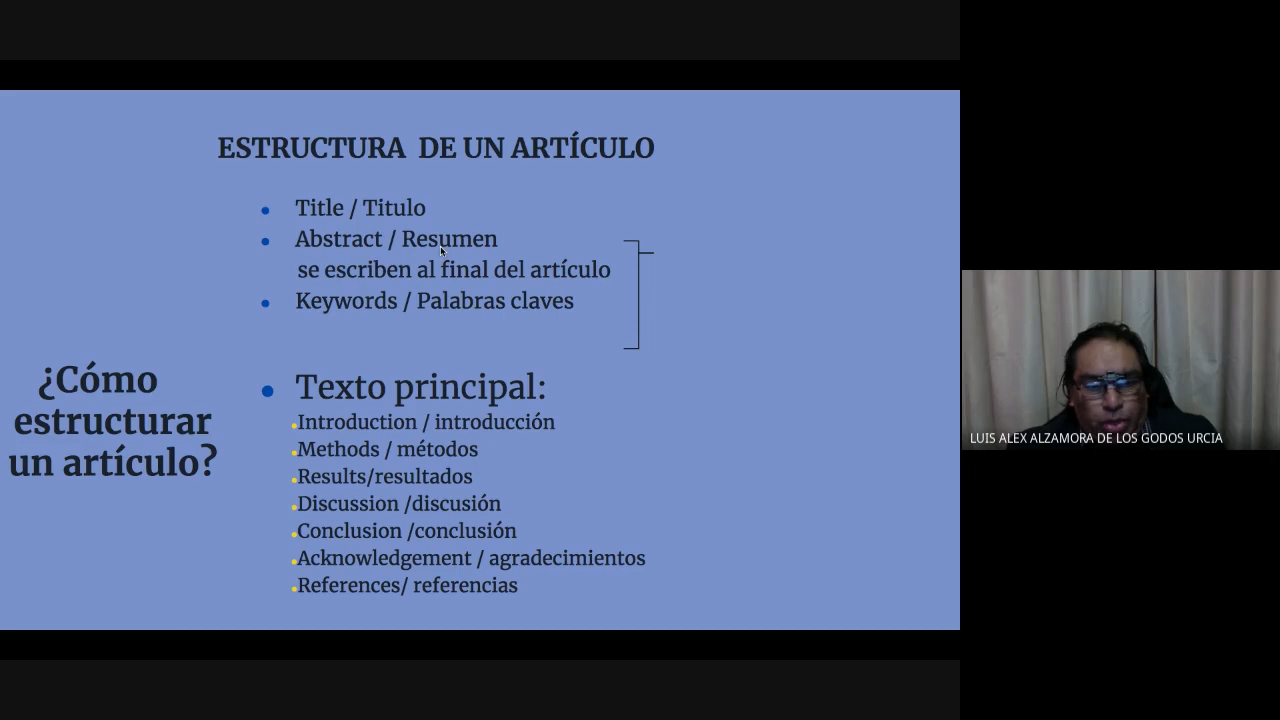 ESTRUCTURA DE UN ARTÍCULO
Title / Titulo
Abstract / Resumen
se escriben al final del artículo
Keywords / Palabras claves
¿Cómo
estructurar
un artículo?
Texto principal:
Introduction / introducción
Methods / métodos
Results/resultados
Discussion /discusión
Conclusion /conclusión
Acknowledgement / agradecimientos
References/ referencias
LUIS ALEX ALZAMORA DE LOS GODOS URCIA